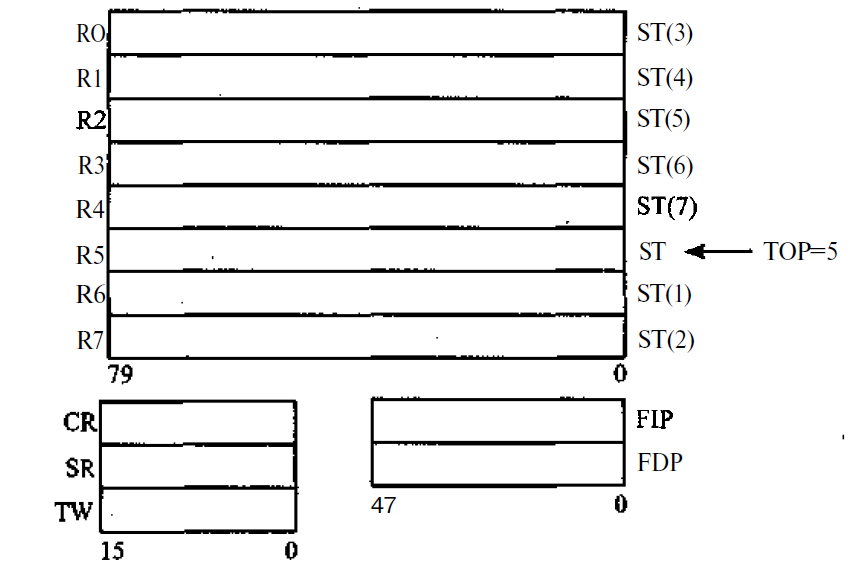 R0 ST(3)
R1 ST(4)
R2 ST(5)
R3 ST(6)
R4 ST(7)
R5 ST TOP=5
R6 ST(1)
R7 ST(2)
79 0
CR FIP
SR FDP
47 0
TW
15 0